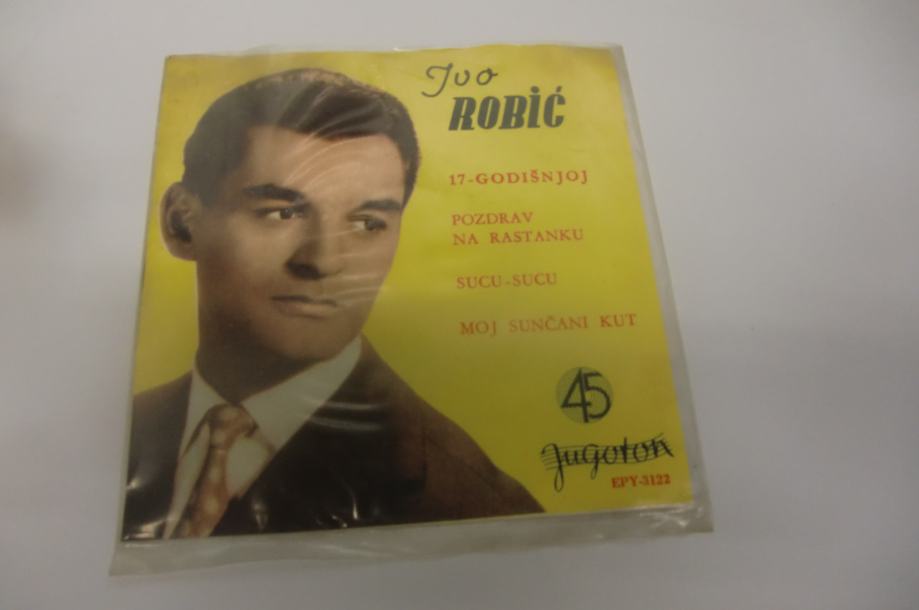 Ivo
ROBIĆ
17-GODIŠNJOJ
POZDRAV
NA RASTANKU
SUCU-SUCU
MOJ SUNČANI KUT
45
Jugoton
EPY-3122